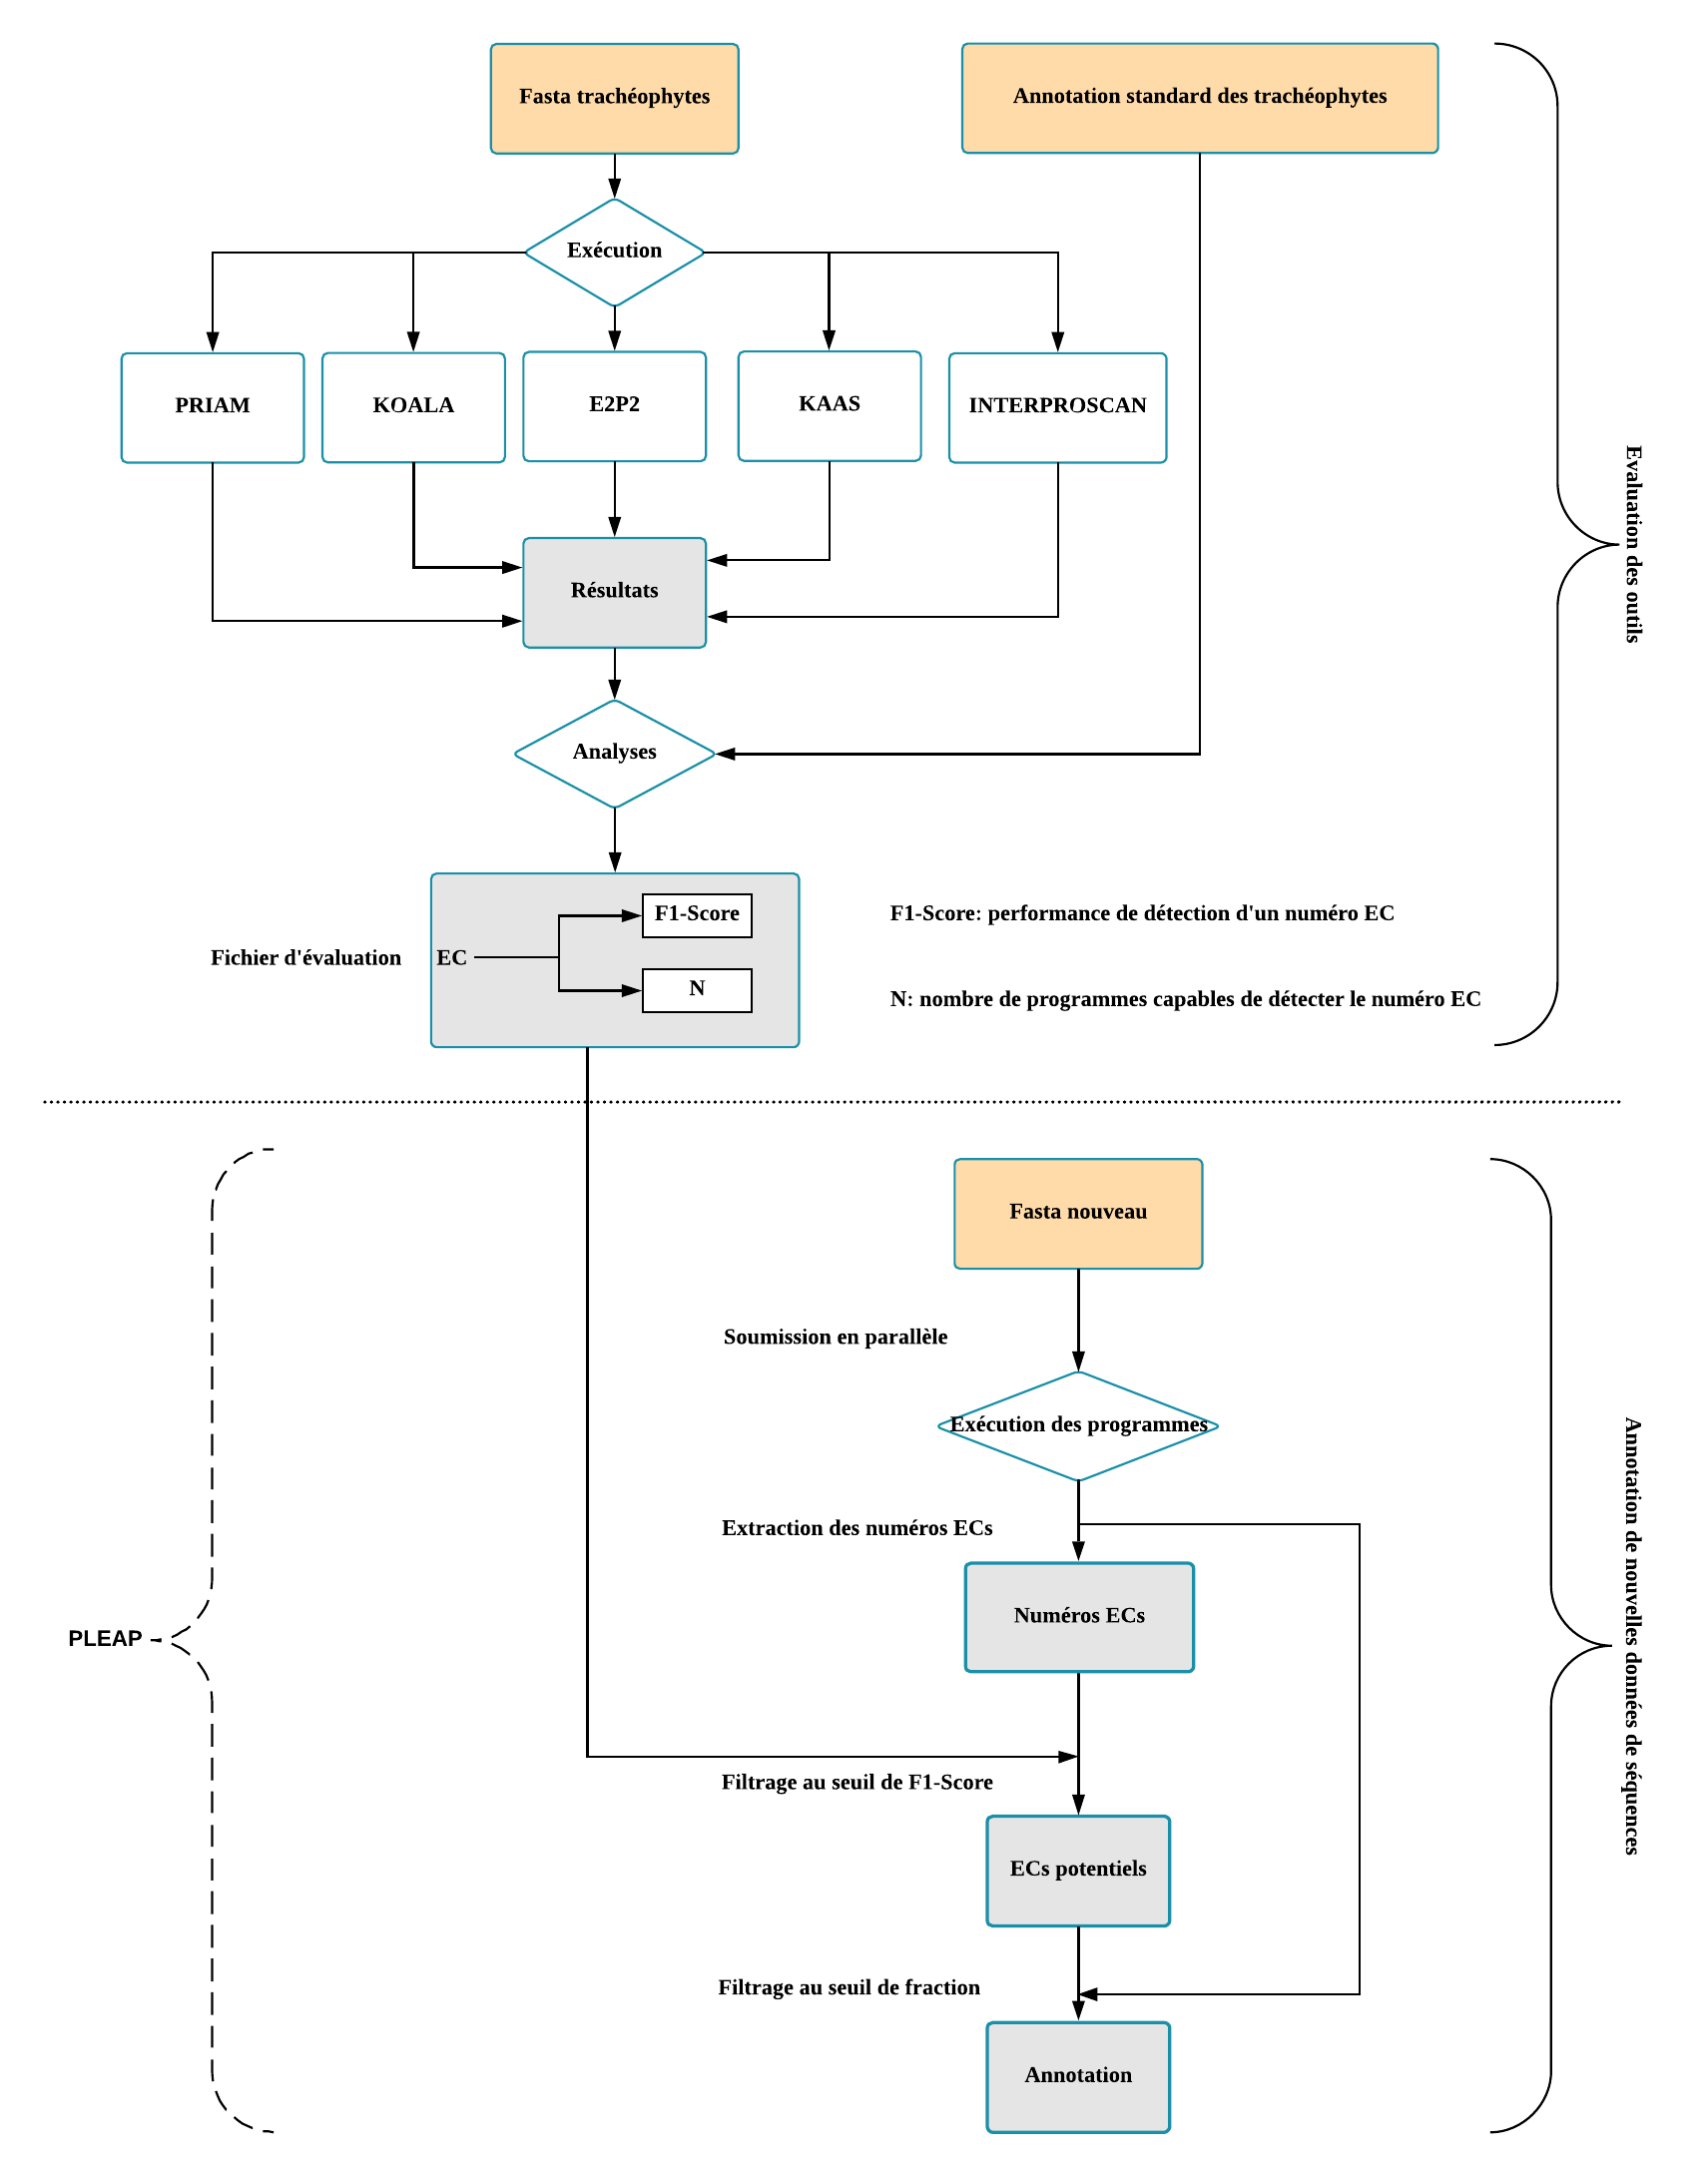 Fasta trachéophytes
Annotation standard des trachéophytes
Exécution
PRIAM
KOALA
E2P2
KAAS
INTERPROSCAN
Résultats
Analyses
Evaluation des outils
Fichier d'évaluation
EC
F1-Score
N
F1-Score: performance de détection d'un numéro EC
N: nombre de programmes capables de détecter le numéro EC
Fasta nouveau
Soumission en parallèle
Exécution des programmes
Extraction des numéros ECs
Numéros ECs
PLEAP
Annotation de nouvelles données de séquences
Filtrage au seuil de F1-Score
ECs potentiels
Filtrage au seuil de fraction
Annotation